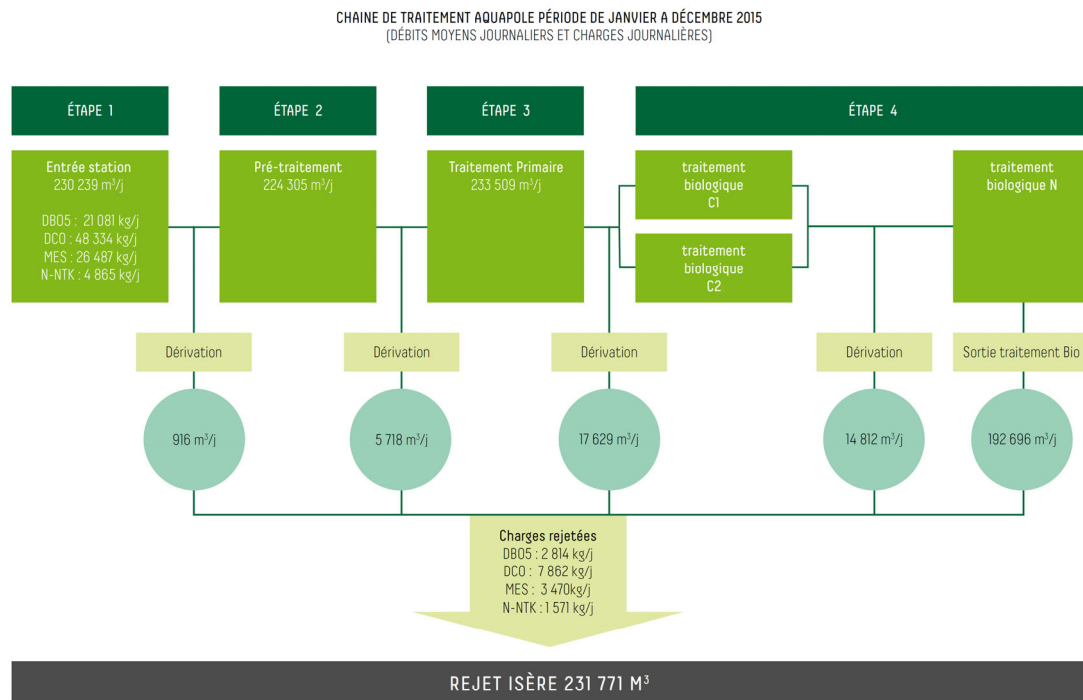 CHAINE DE TRAITEMENT AQUAPOLE PÉRIODE DE JANVIER A DÉCEMBRE 2015
(DÉBITS MOYENS JOURNALIERS ET CHARGES JOURNALIÈRES)
ÉTAPE 1
ÉTAPE 2
ÉTAPE 3
ÉTAPE 4
Entrée station
230 239 m³/j
DBO5 : 21 081 kg/j
DCO : 48 334 kg/j
MES : 26 487 kg/j
N-NTK : 4 865 kg/j
Pré-traitement
224 305 m³/j
Traitement Primaire
233 509 m³/j
traitement
biologique
C1
traitement
biologique
C2
traitement
biologique N
Dérivation
Dérivation
Dérivation
Dérivation
Sortie traitement Bio
916 m³/j
5 718 m³/j
17 629 m³/j
14 812 m³/j
192 696 m³/j
Charges rejetées
DBO5 : 2 814 kg/j
DCO : 7 862 kg/j
MES : 3 470kg/j
N-NTK : 1 571 kg/j
REJET ISÈRE 231 771 M³